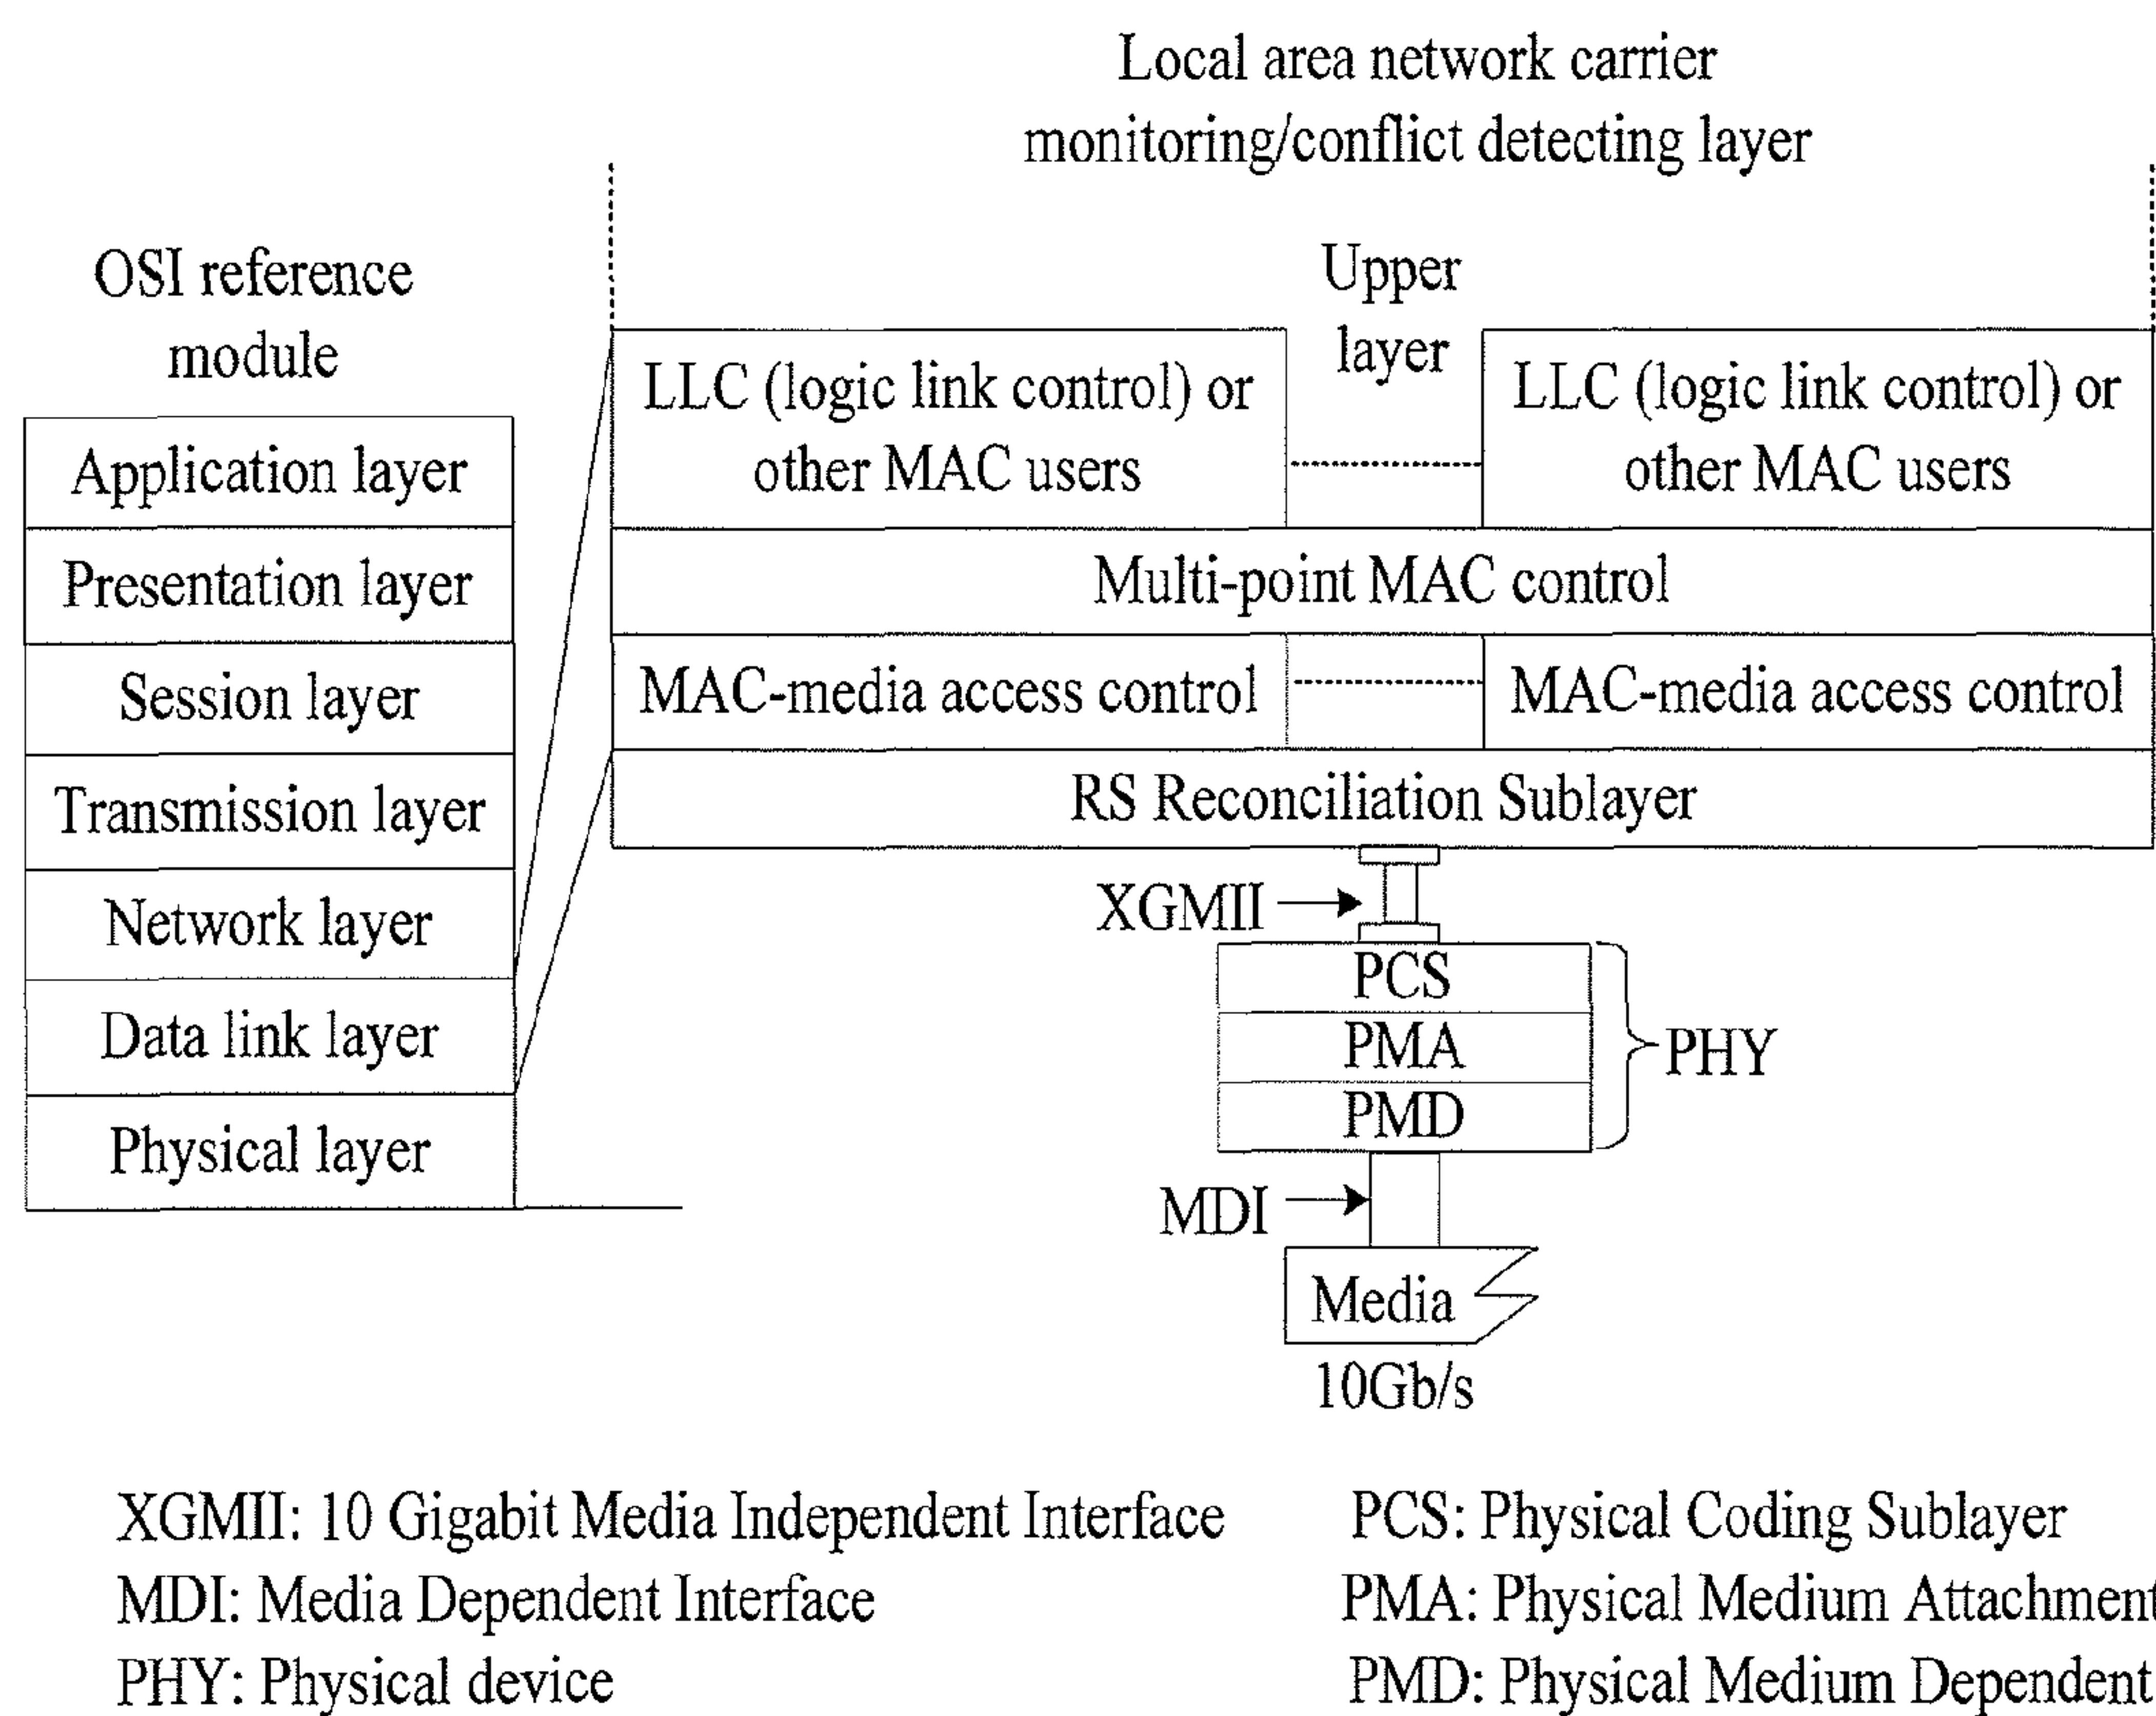 Local area network carrier
monitoring/conflict detecting layer
OSI reference
module
Upper
layer
Application layer
Presentation layer
Session layer
Transmission layer
Network layer
Data link layer
Physical layer
LLC (logic link control) or
other MAC users
LLC (logic link control) or
other MAC users
Multi-point MAC control
MAC-media access control
MAC-media access control
RS Reconciliation Sublayer
XGMII
PCS
PMA
PMD
PHY
MDI
Media
10Gb/s
XGMII: 10 Gigabit Media Independent Interface
MDI: Media Dependent Interface
PHY: Physical device
PCS: Physical Coding Sublayer
PMA: Physical Medium Attachment
PMD: Physical Medium Dependent